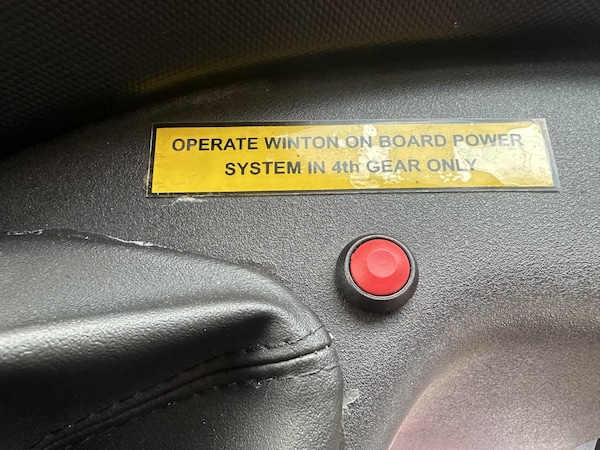 OPERATE WINTON ON BOARD POWER
SYSTEM IN 4th GEAR ONLY